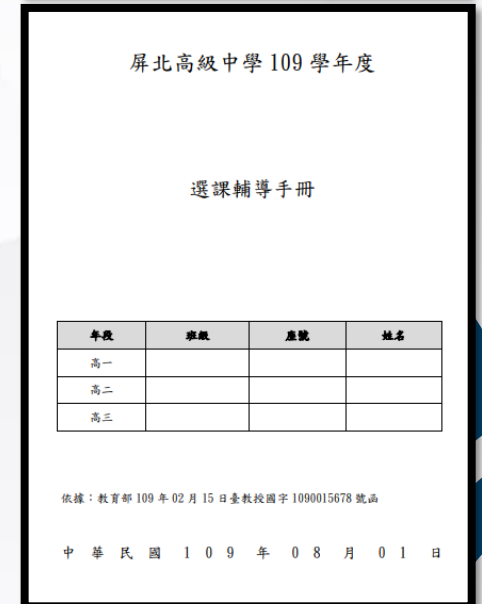 屏北高級中學 109 學年度
選課輔導手冊
年段 班級 座號 姓名
高一
高二
高三
依據：教育部 109 年 02 月 15 日臺教授國字 1090015678 號函
中 華 民 國 1 0 9 年 0 8 月 0 1 日